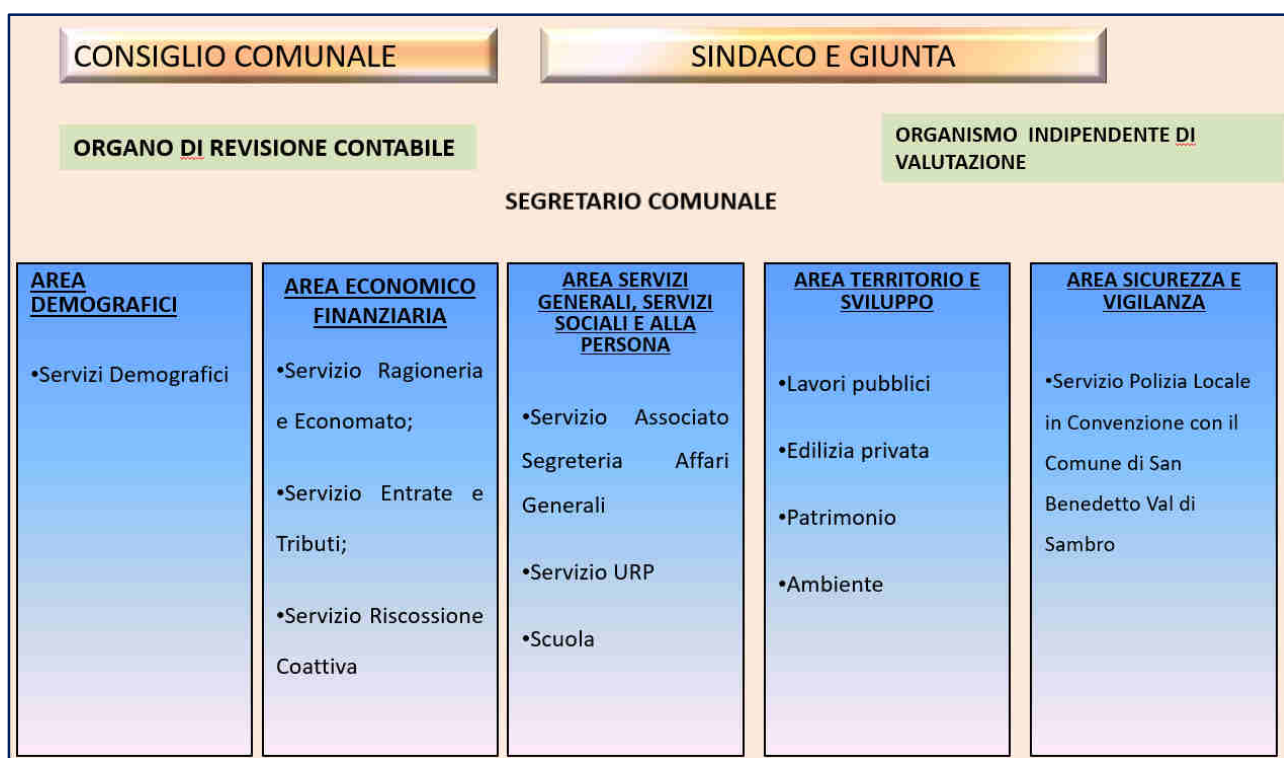 CONSIGLIO COMUNALE
SINDACO E GIUNTA
ORGANO DI REVISIONE CONTABILE
ORGANISMO INDIPENDENTE DI
VALUTAZIONE
SEGRETARIO COMUNALE
AREA
DEMOGRAFICI
•Servizi Demografici
AREA ECONOMICO
FINANZIARIA
•Servizio Ragioneria
e Economato;
•Servizio Entrate e
Tributi;
•Servizio Riscossione
Coattiva
AREA SERVIZI
GENERALI, SERVIZI
SOCIALI E ALLA
PERSONA
•Servizio Associato
Segreteria Affari
Generali
•Servizio URP
•Scuola
AREA TERRITORIO E
SVILUPPO
•Lavori pubblici
•Edilizia privata
•Patrimonio
•Ambiente
AREA SICUREZZA E
VIGILANZA
•Servizio Polizia Locale
in Convenzione con il
Comune di San
Benedetto Val di
Sambro